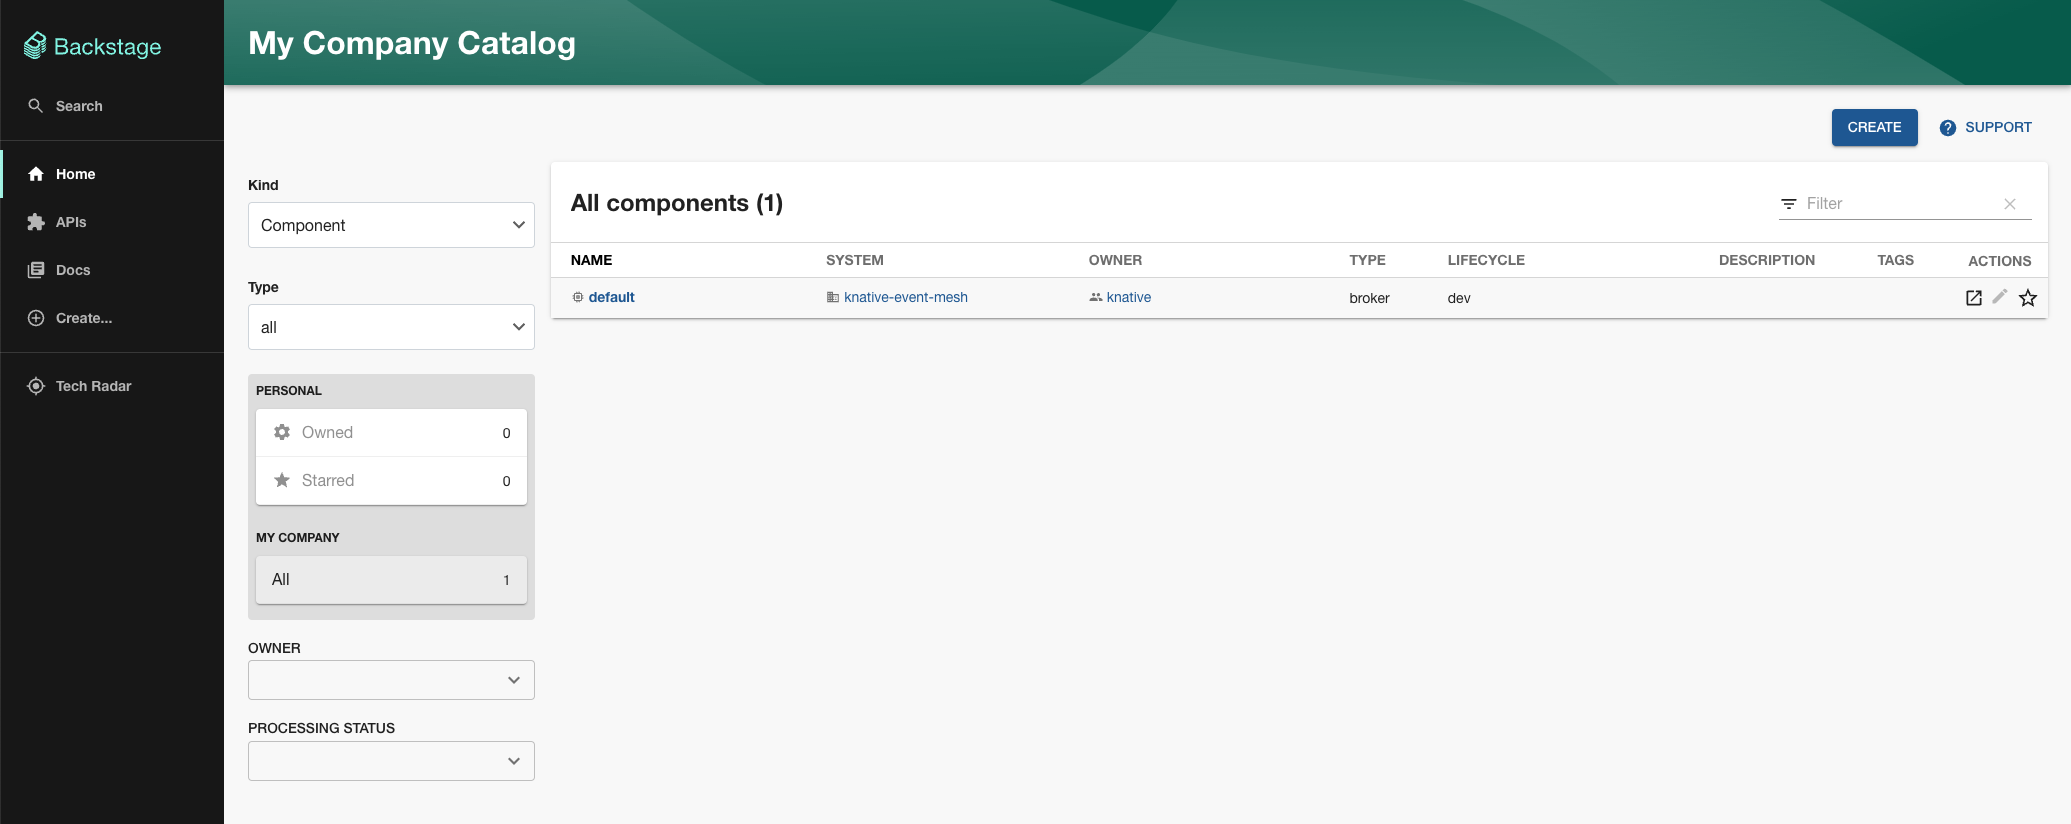 Backstage
Search
Home
APIs
Docs
Create...
Tech Radar
My Company Catalog
CREATE
SUPPORT
Kind
Component
Type
all
PERSONAL
Owned 0
Starred 0
MY COMPANY
All 1
OWNER
PROCESSING STATUS
All components (1)
Filter
NAME SYSTEM OWNER TYPE LIFECYCLE DESCRIPTION TAGS ACTIONS
default knative-event-mesh knative broker dev